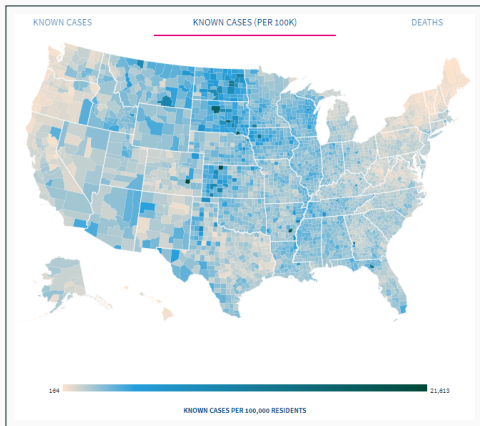 KNOWN CASES KNOWN CASES (PER 100K) DEATHS
164 21,613
KNOWN CASES PER 100,000 RESIDENTS